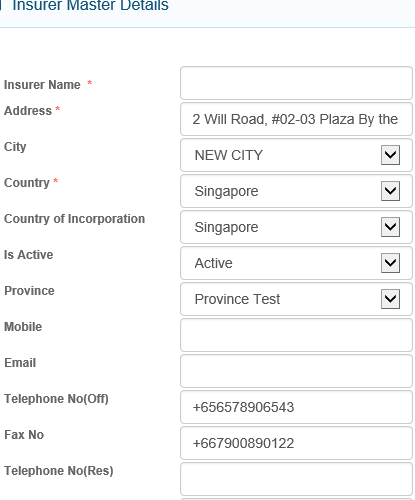 Insurer Master Details
Insurer Name *
Address * 2 Will Road, #02-03 Plaza By the
City NEW CITY
Country * Singapore
Country of Incorporation Singapore
Is Active Active
Province Province Test
Mobile
Email
Telephone No(Off) +656578906543
Fax No +667900890122
Telephone No(Res)